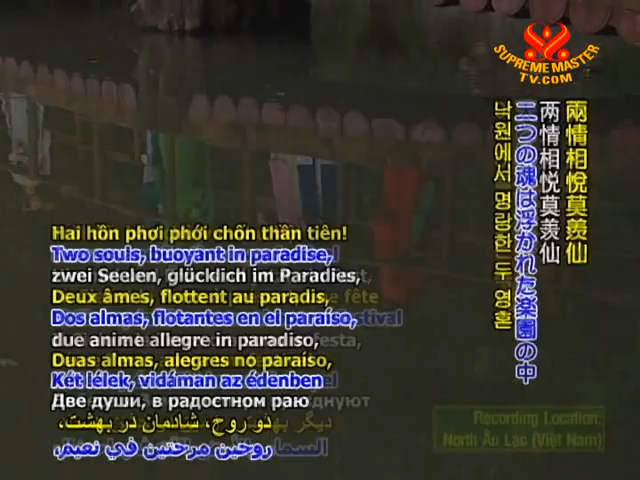 SUPREME MASTER
TV.COM
兩情相悅莫羨仙
两情相悦莫羡仙
二つの魂は浮かれた楽園の中
낙원에서 명랑한 두 영혼
Hai hồn phơi phới chốn thần tiên!
Two souls, buoyant in paradise,
zwei Seelen, glücklich im Paradies,
Deux âmes, flottent au paradis,
Dos almas, flotantes en el paraíso,
due anime allegre in paradiso,
Duas almas, alegres no paraíso,
Két lélek, vidáman az édenben
Две души, в радостном раю
دو روح، شادمان در بهشت،
روحين مرحتين في نعيم،
Recording Location:
North Âu Lạc (Việt Nam)